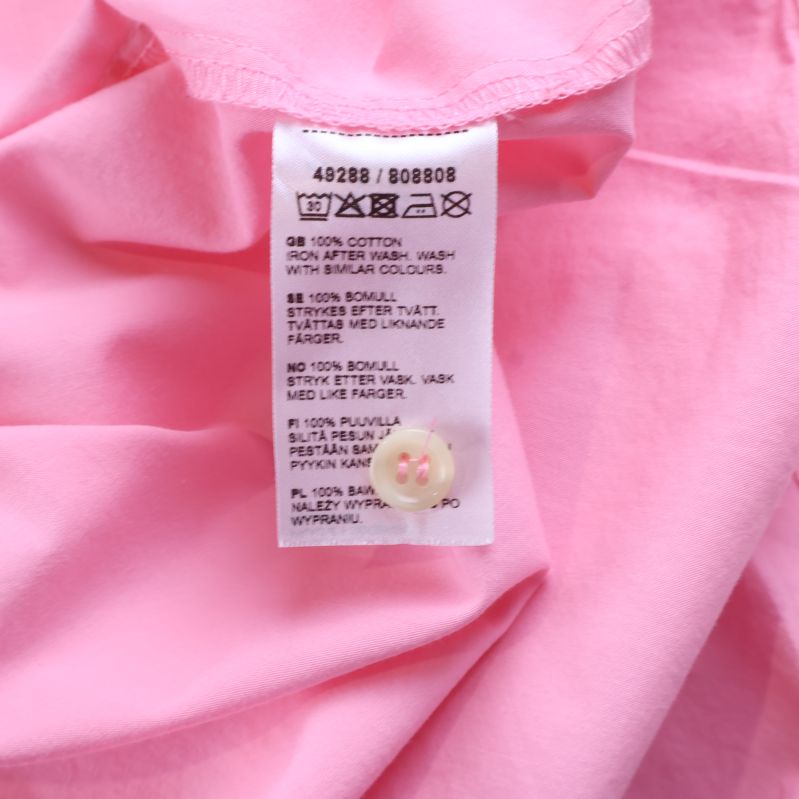 49288 / 808808
30
GB 100% COTTON
IRON AFTER WASH. WASH
WITH SIMILAR COLOURS.
SE 100% BOMULL
STRYKES EFTER TVÄTT.
TVÄTTAS MED LIKNANDE
FÄRGER.
NO 100% BOMULL
STRYK ETTER VASK. VASK
MED LIKE FARGER.
FI 100% PUUVILLA
SILITÄ PESUN
PESTÄÄN
PYYKIN
PL 100%
NALEŻY PO
WYPRANIU.